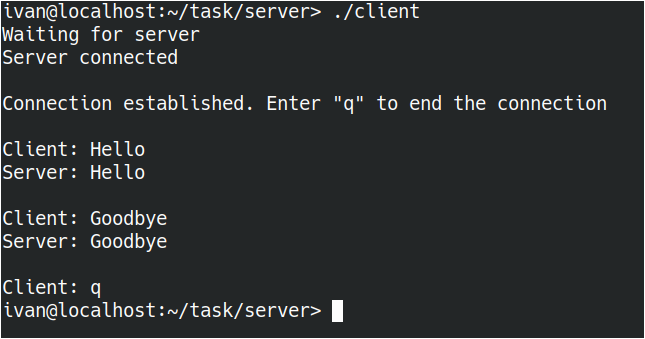 ivan@localhost:~/task/server> ./client
Waiting for server
Server connected
Connection established. Enter "q" to end the connection
Client: Hello
Server: Hello
Client: Goodbye
Server: Goodbye
Client: q
ivan@localhost:~/task/server>